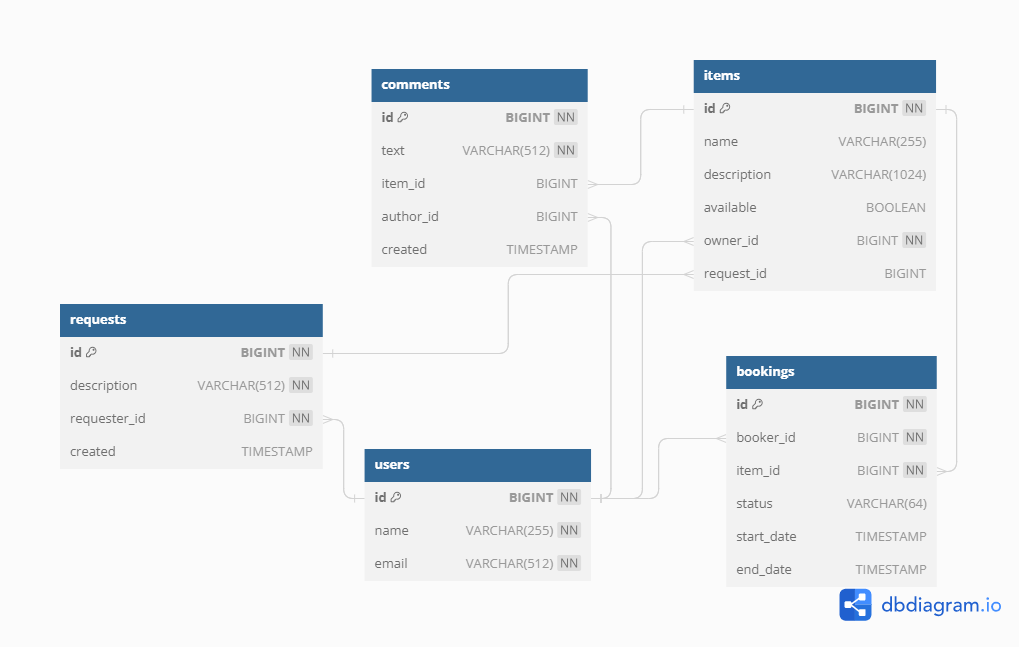 comments
id BIGINT NN
text VARCHAR(512) NN
item_id BIGINT
author_id BIGINT
created TIMESTAMP
items
id BIGINT NN
name VARCHAR(255)
description VARCHAR(1024)
available BOOLEAN
owner_id BIGINT NN
request_id BIGINT
requests
id BIGINT NN
description VARCHAR(512) NN
requester_id BIGINT NN
created TIMESTAMP
users
id BIGINT NN
name VARCHAR(255) NN
email VARCHAR(512) NN
bookings
id BIGINT NN
booker_id BIGINT NN
item_id BIGINT NN
status VARCHAR(64)
start_date TIMESTAMP
end_date TIMESTAMP
dbdiagram.io